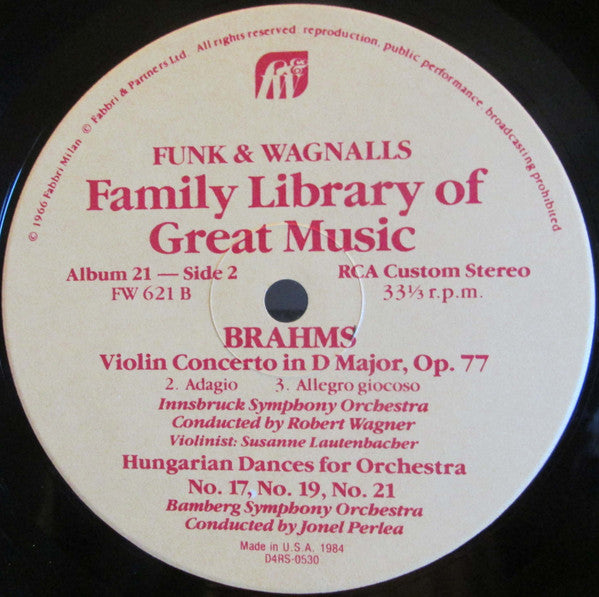 © 1966 Fabbri Milan © Fabbri & Partners Ltd. All rights reserved reproduction, public performance, broadcasting prohibited
fw&
FUNK & WAGNALLS
Family Library of
Great Music
Album 21 — Side 2 RCA Custom Stereo
FW 621 B 33⅓ r.p.m.
BRAHMS
Violin Concerto in D Major, Op. 77
2. Adagio 3. Allegro giocoso
Innsbruck Symphony Orchestra
Conducted by Robert Wagner
Violinist: Susanne Lautenbacher
Hungarian Dances for Orchestra
No. 17, No. 19, No. 21
Bamberg Symphony Orchestra
Conducted by Jonel Perlea
Made in U.S.A. 1984
D4RS-0530